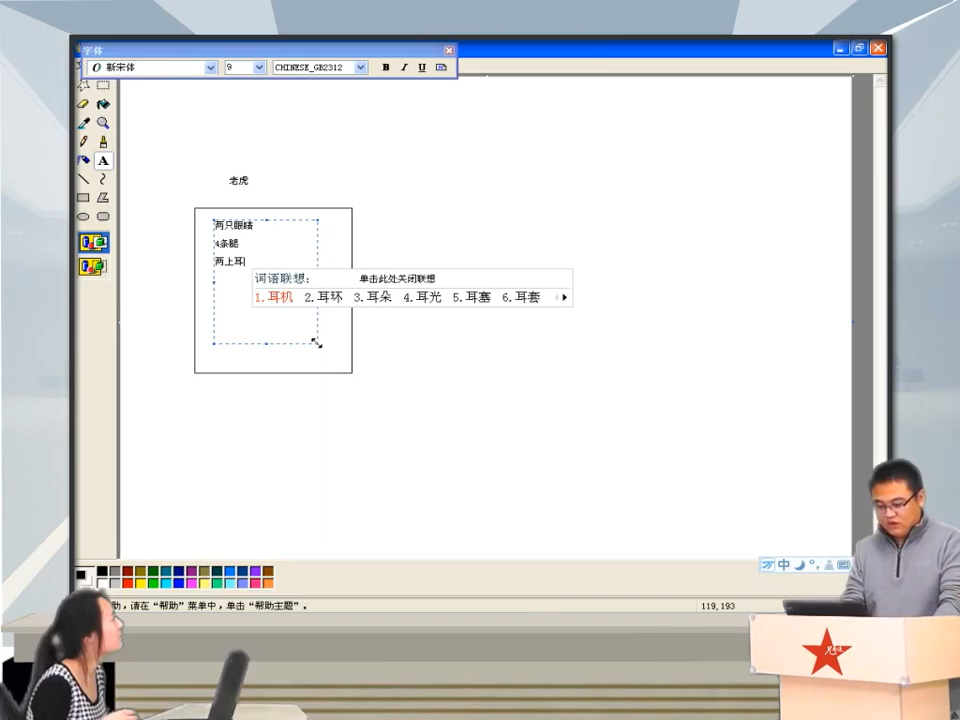 字体
新宋体
9
CHINESE_GB2312
B I U
A
老虎
两只眼睛
4条腿
两上耳
词语联想: 单击此处关闭联想
1.耳机 2.耳环 3.耳朵 4.耳光 5.耳塞 6.耳套
中
助,请在“帮助”菜单中,单击“帮助主题”。
119,193